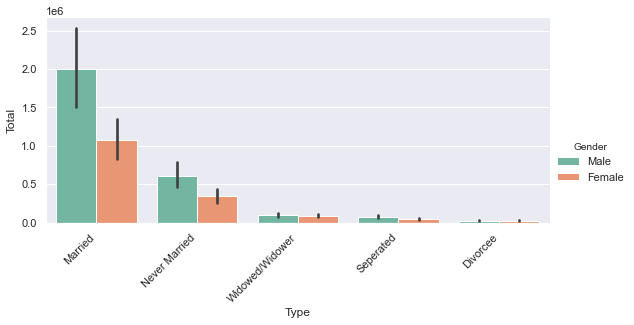 1e6
2.5
2.0
1.5
1.0
0.5
0.0
Total
Married
Never Married
Widowed/Widower
Seperated
Divorcee
Type
Gender
Male
Female